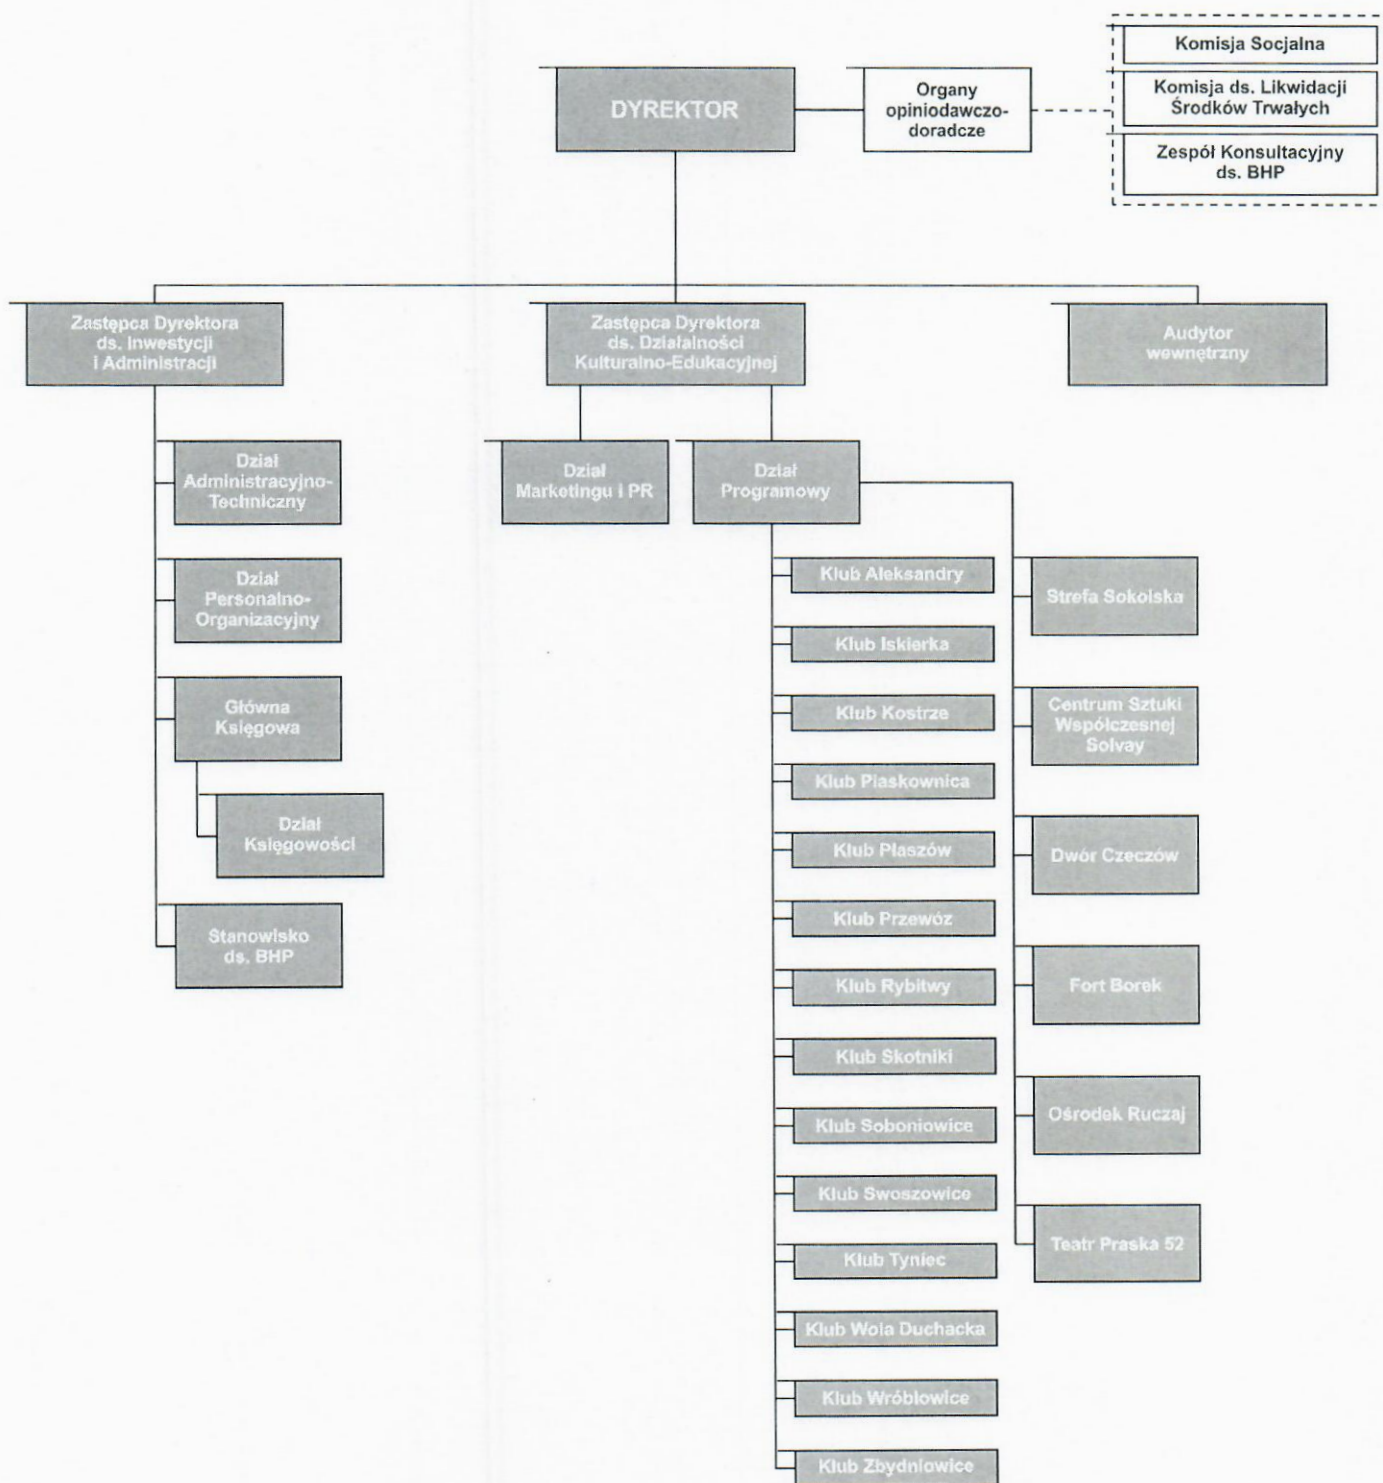 Komisja Socjalna
Komisja ds. Likwidacji
Środków Trwałych
Zespół Konsultacyjny
ds. BHP
Organy
opiniodawczo-
doradcze
DYREKTOR
Zastępca Dyrektora
ds. Inwestycji
i Administracji
Zastępca Dyrektora
ds. Działalności
Kulturalno-Edukacyjnej
Audytor
wewnętrzny
Dział
Administracyjno-
Techniczny
Dział
Personalno-
Organizacyjny
Główna
Księgowa
Dział
Księgowości
Stanowisko
ds. BHP
Dział
Marketingu i PR
Dział
Programowy
Klub Aleksandry
Klub Iskierka
Klub Kostrze
Klub Piaskownica
Klub Płaszów
Klub Przewóz
Klub Rybitwy
Klub Skotniki
Klub Soboniowice
Klub Swoszowice
Klub Tyniec
Klub Wola Duchacka
Klub Wróblowice
Klub Zbydniowice
Strefa Sokolska
Centrum Sztuki
Współczesnej
Solvay
Dwór Czeczów
Fort Borek
Ośrodek Ruczaj
Teatr Praska 52